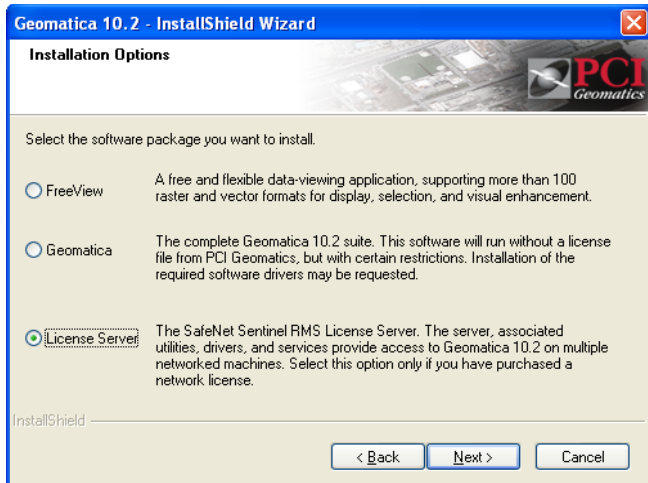 Geomatica 10.2 - InstallShield Wizard
Installation Options
PCI
Geomatics
Select the software package you want to install.
FreeView
A free and flexible data-viewing application, supporting more than 100
raster and vector formats for display, selection, and visual enhancement.
Geomatica
The complete Geomatica 10.2 suite. This software will run without a license
file from PCI Geomatics, but with certain restrictions. Installation of the
required software drivers may be requested.
License Server
The SafeNet Sentinel RMS License Server. The server, associated
utilities, drivers, and services provide access to Geomatica 10.2 on multiple
networked machines. Select this option only if you have purchased a
network license.
InstallShield
< Back
Next >
Cancel